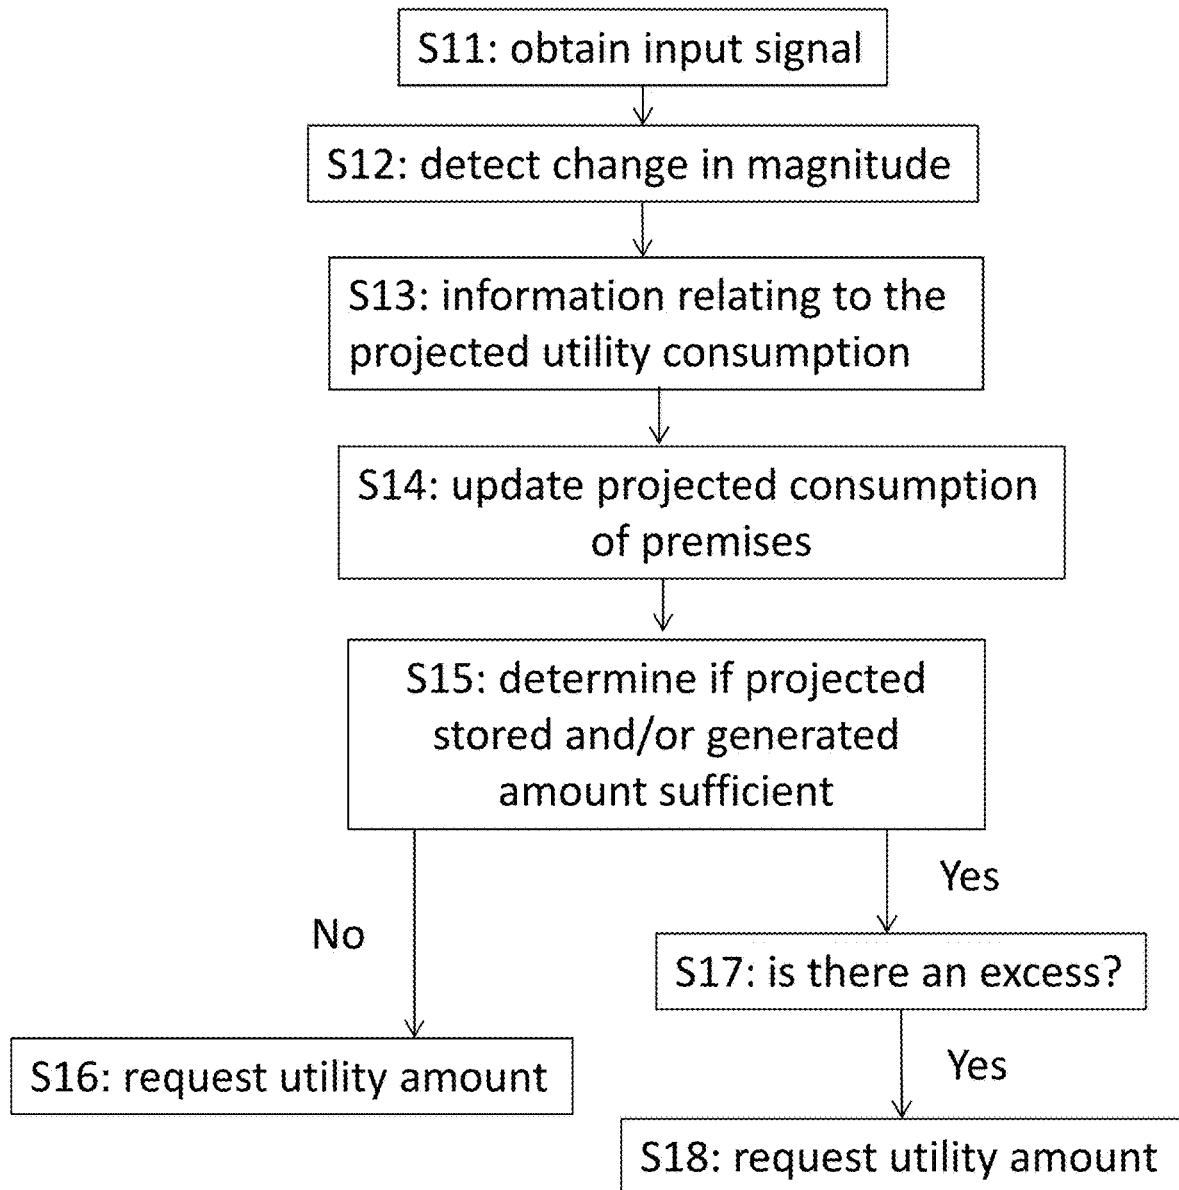 S11: obtain input signal
S12: detect change in magnitude
S13: information relating to the
projected utility consumption
S14: update projected consumption
of premises
S15: determine if projected
stored and/or generated
amount sufficient
Yes
No
S17: is there an excess?
S16: request utility amount
Yes
S18: request utility amount